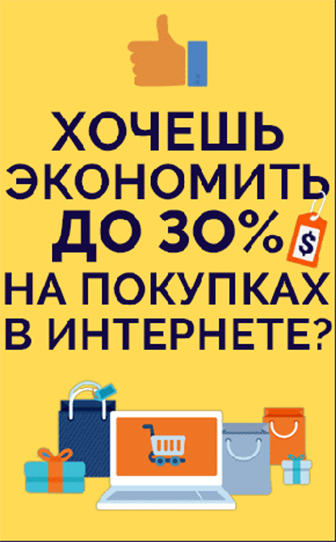 ХОЧЕШЬ
ЭКОНОМИТЬ
ДО 30%
$
НА ПОКУПКАХ
В ИНТЕРНЕТЕ?